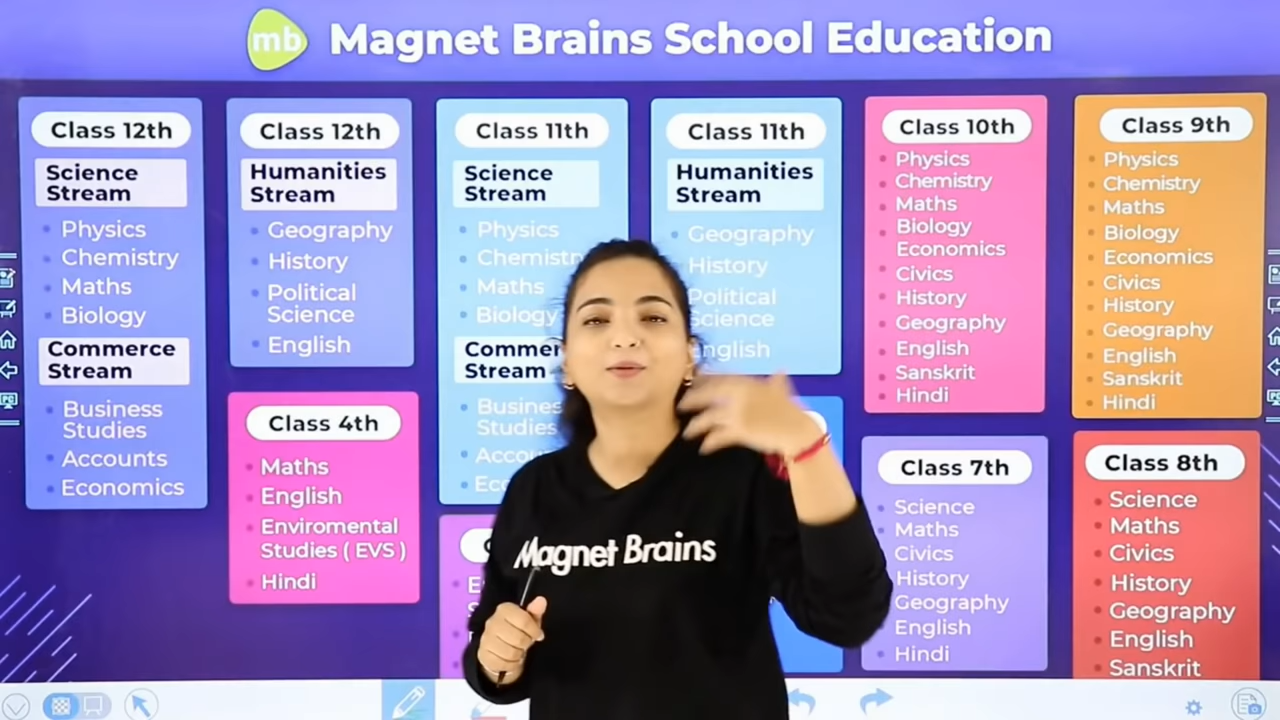 mb Magnet Brains School Education
Class 12th
Science
Stream
Physics
Chemistry
Maths
Biology
Commerce
Stream
Business
Studies
Accounts
Economics
Class 12th
Humanities
Stream
Geography
History
Political
Science
English
Class 4th
Maths
English
Enviromental
Studies ( EVS )
Hindi
Class 11th
Science
Stream
Physics
Maths
Biology
Stream
Class 11th
Humanities
Stream
Geography
History
Political
Science
English
Class 10th
Physics
Chemistry
Maths
Biology
Economics
Civics
History
Geography
English
Sanskrit
Hindi
Class 7th
Science
Maths
Civics
History
Geography
English
Hindi
Class 9th
Physics
Chemistry
Maths
Biology
Economics
Civics
History
Geography
English
Sanskrit
Hindi
Class 8th
Science
Maths
Civics
History
Geography
English
Sanskrit
Magnet Brains